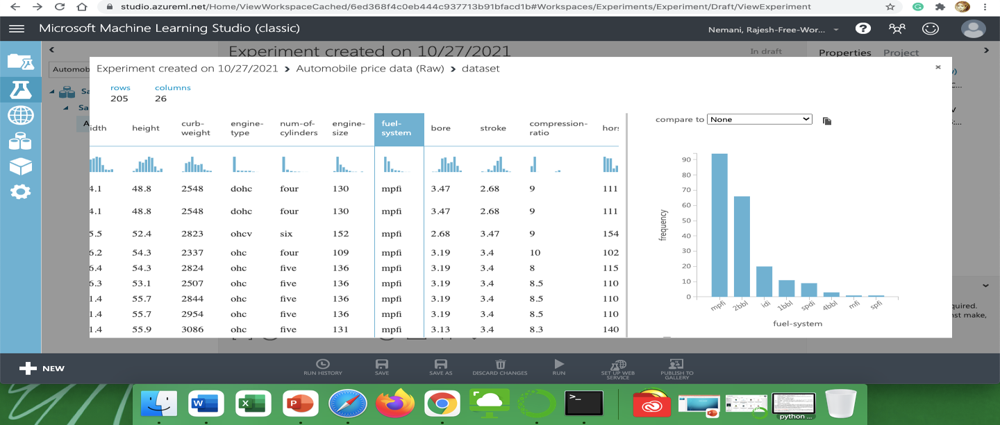 studio.azureml.net/Home/ViewWorkspaceCached/6ed368f4c0eb444c937713b91bfacd1b#Workspaces/Experiments/Experiment/Draft/ViewExperiment
Microsoft Machine Learning Studio (classic)
Nemani, Rajesh-Free-Wor...
Experiment created on 10/27/2021
In draft
Properties Project
Automob
Experiment created on 10/27/2021 > Automobile price data (Raw) > dataset
rows columns
205 26
Sa
Sa
A
idth height curb-weight engine-type num-of-cylinders engine-size fuel-system bore stroke compression-ratio hors
4.1 48.8 2548 dohc four 130 mpfi 3.47 2.68 9 111
4.1 48.8 2548 dohc four 130 mpfi 3.47 2.68 9 111
5.5 52.4 2823 ohcv six 152 mpfi 2.68 3.47 9 154
6.2 54.3 2337 ohc four 109 mpfi 3.19 3.4 10 102
6.4 54.3 2824 ohc five 136 mpfi 3.19 3.4 8 115
6.3 53.1 2507 ohc five 136 mpfi 3.19 3.4 8.5 110
1.4 55.7 2844 ohc five 136 mpfi 3.19 3.4 8.5 110
1.4 55.7 2954 ohc five 136 mpfi 3.19 3.4 8.5 110
1.4 55.9 3086 ohc five 131 mpfi 3.13 3.4 8.3 140
compare to None
90
80
70
60
50
40
30
20
10
0
frequency
mpfi 2bbl idi 1bbl spdi 4bbl mfi spfi
fuel-system
quired.
nst make,
NEW
RUN HISTORY SAVE SAVE AS DISCARD CHANGES RUN SET UP WEB SERVICE PUBLISH TO GALLERY
python ...